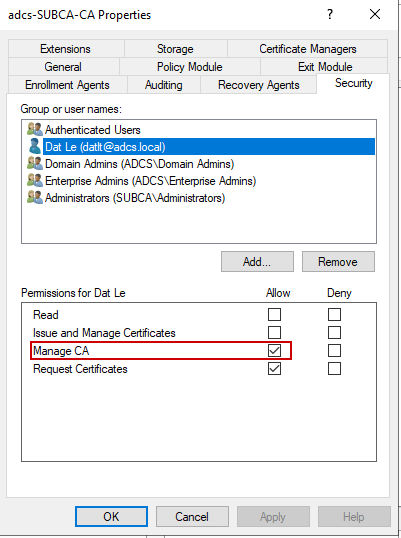 adcs-SUBCA-CA Properties
?
Extensions Storage Certificate Managers
General Policy Module Exit Module
Enrollment Agents Auditing Recovery Agents Security
Group or user names:
Authenticated Users
Dat Le (datlt@adcs.local)
Domain Admins (ADCS\Domain Admins)
Enterprise Admins (ADCS\Enterprise Admins)
Administrators (SUBCA\Administrators)
Add... Remove
Permissions for Dat Le Allow Deny
Read
Issue and Manage Certificates
Manage CA
Request Certificates
OK Cancel Apply Help